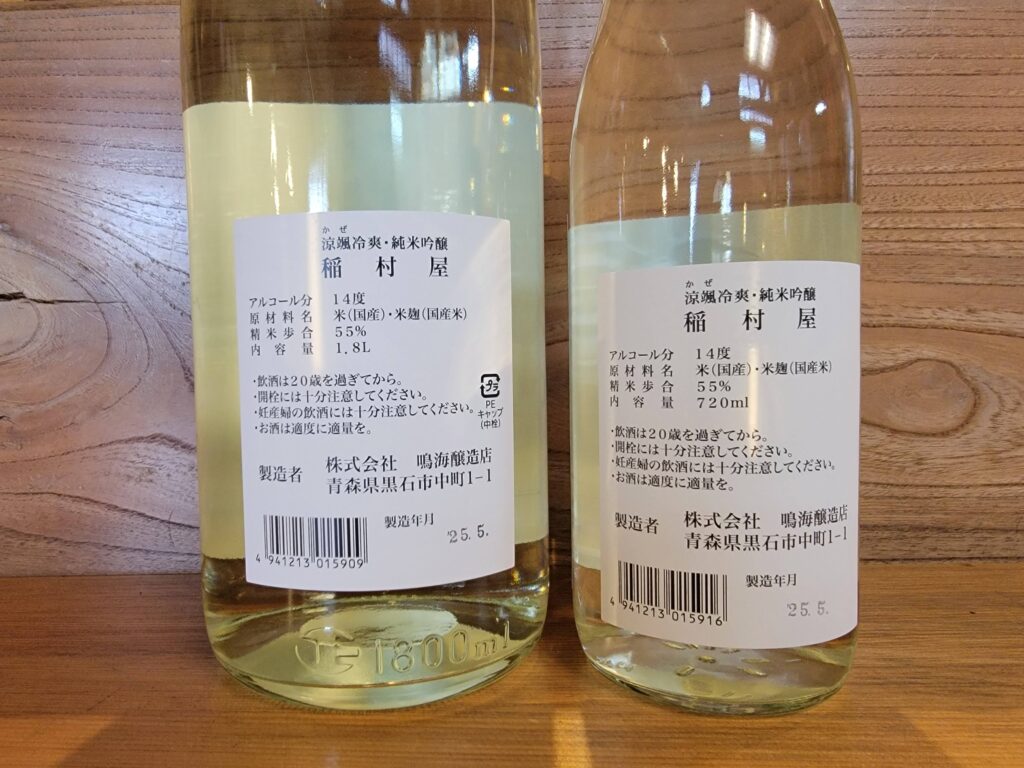 かぜ
涼颯冷爽・純米吟醸
稲村屋
アルコール分 14度
原材料名 米(国産)・米麹(国産米)
精米歩合 55%
内容量 1.8L
・飲酒は20歳を過ぎてから。
・開栓には十分注意してください。
・妊産婦の飲酒には十分注意してください。
・お酒は適度に適量を。
プラ
PE
キャップ
(中栓)
製造者 株式会社 鳴海醸造店
青森県黒石市中町1-1
製造年月
25.5.
4 941213 015909
1800ml
かぜ
涼颯冷爽・純米吟醸
稲村屋
アルコール分 14度
原材料名 米(国産)・米麹(国産米)
精米歩合 55%
内容量 720ml
・飲酒は20歳を過ぎてから。
・開栓には十分注意してください。
・妊産婦の飲酒には十分注意してください。
・お酒は適度に適量を。
製造者 株式会社 鳴海醸造店
青森県黒石市中町1-1
製造年月
25.5.
4 941213 015916